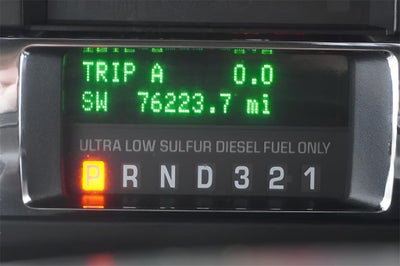 TRIP A 0.0
SW 76223.7 mi
ULTRA LOW SULFUR DIESEL FUEL ONLY
P R N D 3 2 1